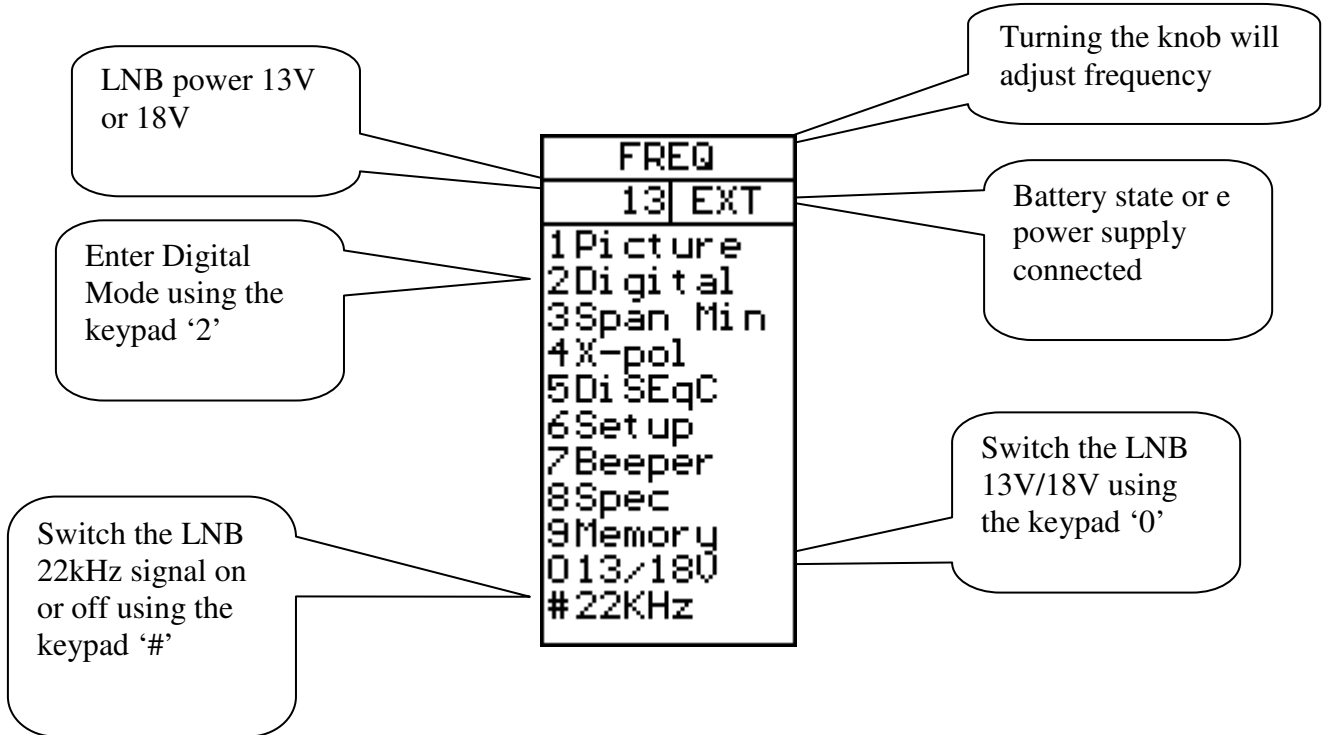 LNB power 13V
or 18V
Turning the knob will
adjust frequency
FREQ
13 EXT
Battery state or e
power supply
connected
Enter Digital
Mode using the
keypad ‘2’
1Picture
2Digital
3Span Min
4X-pol
5DiSEqC
6Setup
7Beeper
8Spec
9Memory
013/18V
#22KHz
Switch the LNB
13V/18V using
the keypad ‘0’
Switch the LNB
22kHz signal on
or off using the
keypad ‘#’